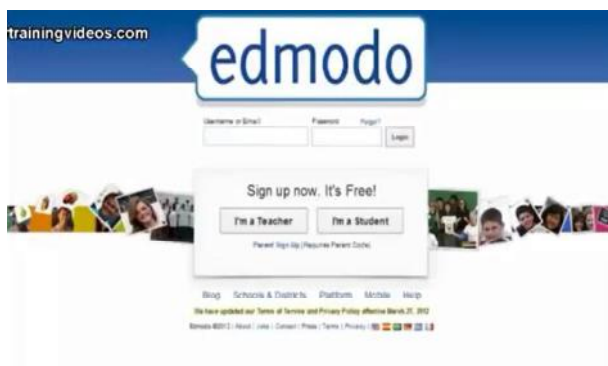 trainingvideos.com
edmodo
Username or Email Password Forgot?
Login
Sign up now. It's Free!
I'm a Teacher I'm a Student
Parent Sign Up (Requires Parent Code)
Blog Schools & Districts Platform Mobile Help
We have updated our Terms of Service and Privacy Policy effective March 27, 2012
Edmodo ©2012 | About | Jobs | Contact | Press | Terms | Privacy |